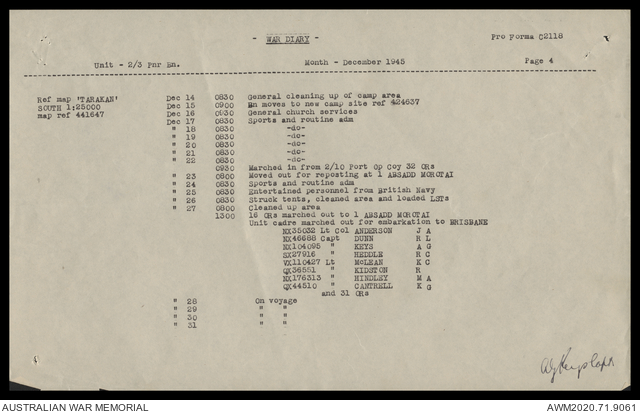 - WAR DIARY -
Pro Forma C2118
Unit - 2/3 Pnr Bn.
Month - December 1945
Page 4
Ref map 'TARAKAN' Dec 14 0830 General cleaning up of camp area
SOUTH 1:25000 Dec 15 0900 Bn moves to new camp site ref 424637
map ref 441647 Dec 16 0830 General church services
Dec 17 0830 Sports and routine adm
" 18 0830 -do-
" 19 0830 -do-
" 20 0830 -do-
" 21 0830 -do-
" 22 0830 -do-
0930 Marched in from 2/10 Port Op Coy 32 ORs
" 23 0800 Moved out for reposting at 1 ABSADD MOROTAI
" 24 0830 Sports and routine adm
" 25 0830 Entertained personnel from British Navy
" 26 0830 Struck tents, cleaned area and loaded LSTs
" 27 0800 Cleaned up area
1300 16 ORs marched out to 1 ABSADD MOROTAI
Unit cadre marched out for embarkation to BRISBANE
NX35032 Lt Col ANDERSON J A
NX46688 Capt DUNN R L
NX104095 " KEYS A G
SX27916 " HEDDLE R C
VX110427 Lt McLEAN K C
QX36551 " KIDSTON R
NX176313 " HINDLEY M A
QX44510 " CANTRELL K G
and 31 ORs
" 28 On voyage
" 29 " "
" 30 " "
" 31 " "
AUSTRALIAN WAR MEMORIAL
AWM2020.71.9061